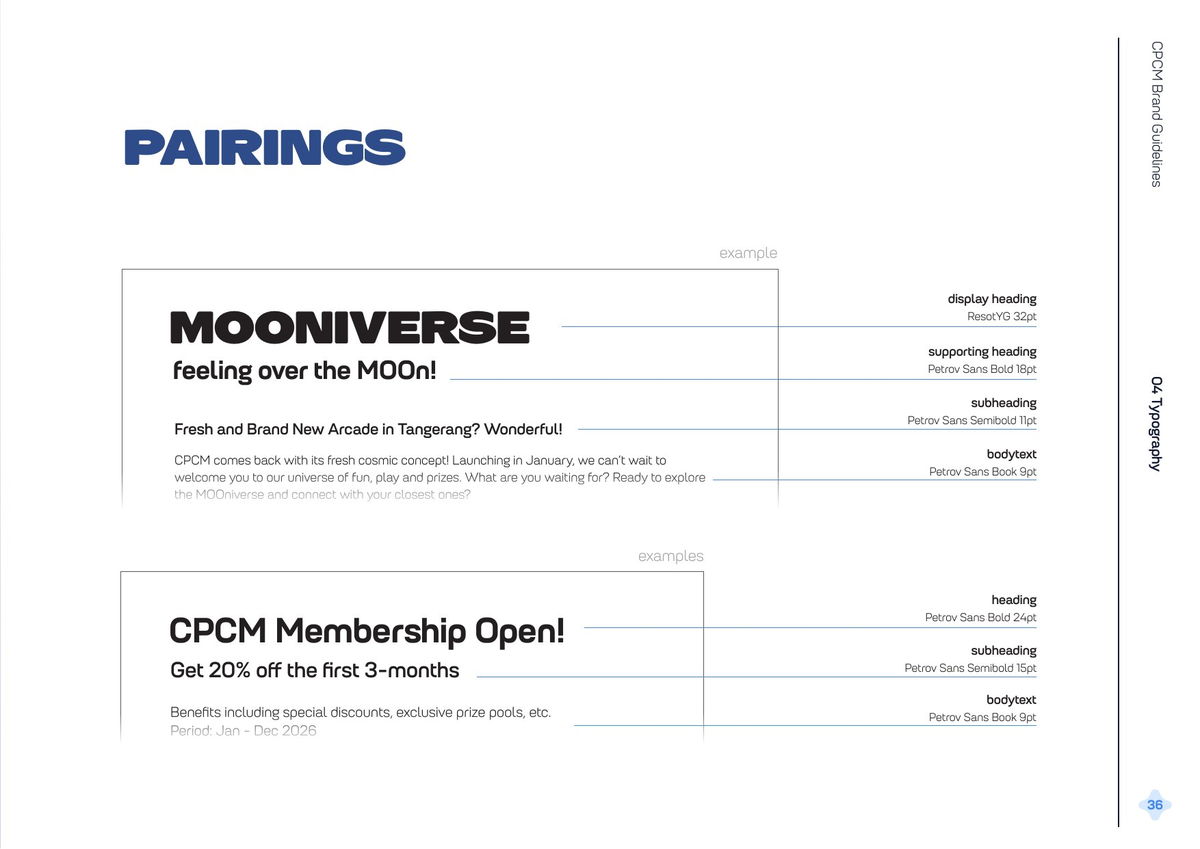 PAIRINGS
example
MOONIVERSE
feeling over the MOOn!
Fresh and Brand New Arcade in Tangerang? Wonderful!
CPCM comes back with its fresh cosmic concept! Launching in January, we can't wait to
welcome you to our universe of fun, play and prizes. What are you waiting for? Ready to explore
the MOOniverse and connect with your closest ones?
display heading
ResotYG 32pt
supporting heading
Petrov Sans Bold 18pt
subheading
Petrov Sans Semibold 11pt
bodytext
Petrov Sans Book 9pt
examples
CPCM Membership Open!
Get 20% off the first 3-months
Benefits including special discounts, exclusive prize pools, etc.
Period: Jan - Dec 2026
heading
Petrov Sans Bold 24pt
subheading
Petrov Sans Semibold 15pt
bodytext
Petrov Sans Book 9pt
CPCM Brand Guidelines
04 Typography
36